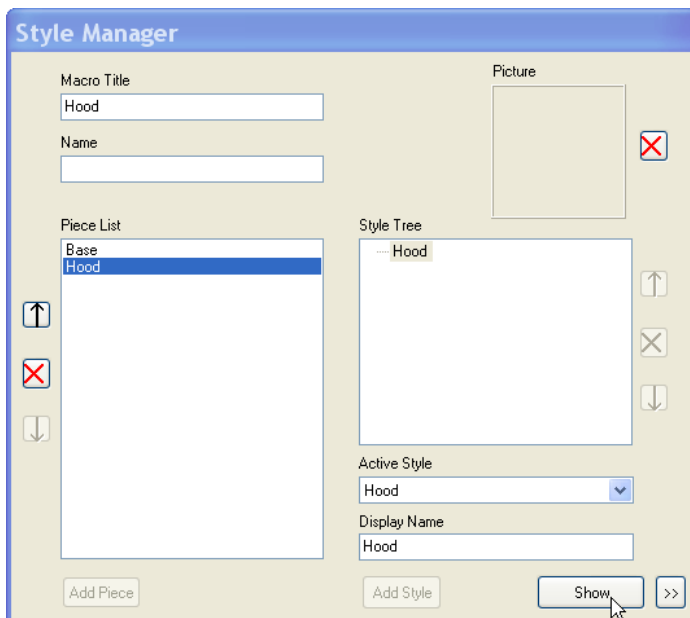 Style Manager
Macro Title
Hood
Name
Picture
Piece List
Base
Hood
Style Tree
Hood
Active Style
Hood
Display Name
Hood
Add Piece
Add Style
Show
>>